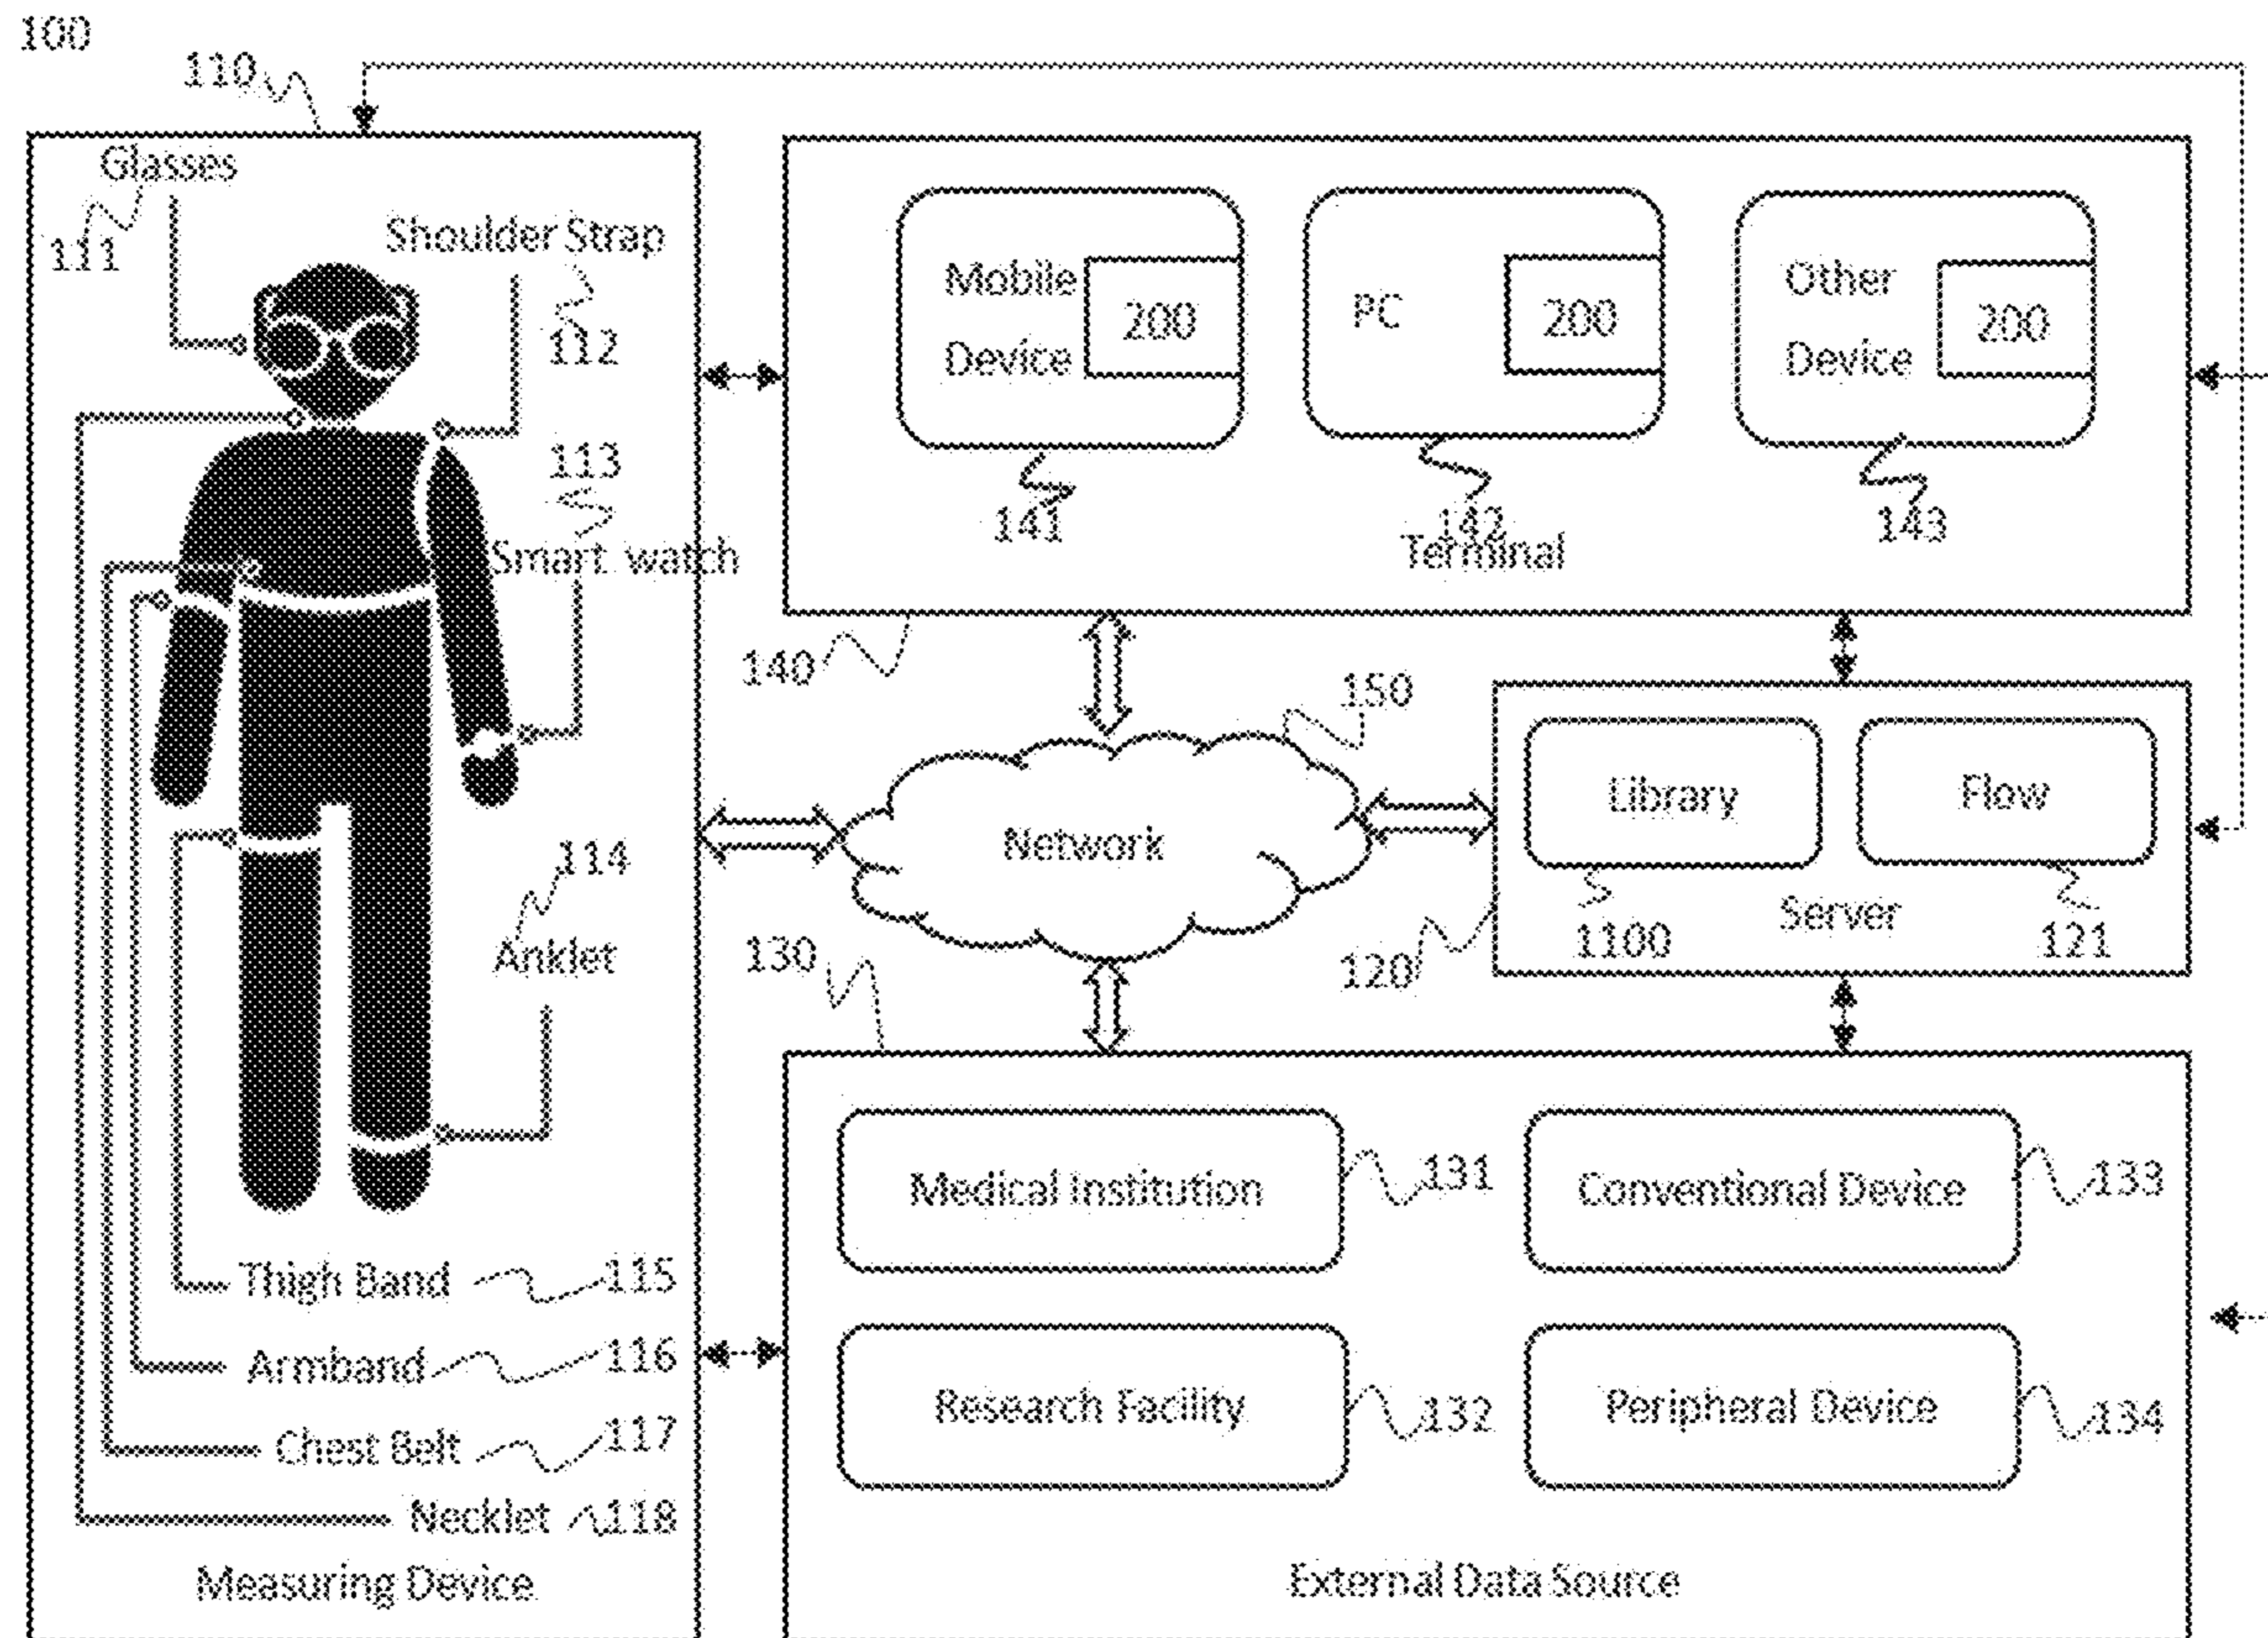 100
110
Glasses
111
Shoulder Strap
112
113
Smart watch
114
Anklet
Thigh Band 115
Armband 116
Chest Belt 117
Necklet 118
Measuring Device
Mobile
Device
200
PC
200
Other
Device
200
141
142
143
Terminal
140
150
Network
Library
Flow
1100
Server
121
120
130
Medical Institution
131
Conventional Device
133
Research Facility
132
Peripheral Device
134
External Data Source